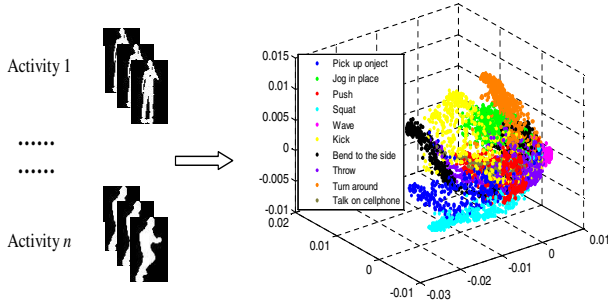 Activity 1
......
......
Activity n
0.015
0.01
0.005
0
-0.005
-0.01
0.02
0.01
0
-0.01
-0.03
-0.02
-0.01
0
0.01
Pick up onject
Jog in place
Push
Squat
Wave
Kick
Bend to the side
Throw
Turn around
Talk on cellphone